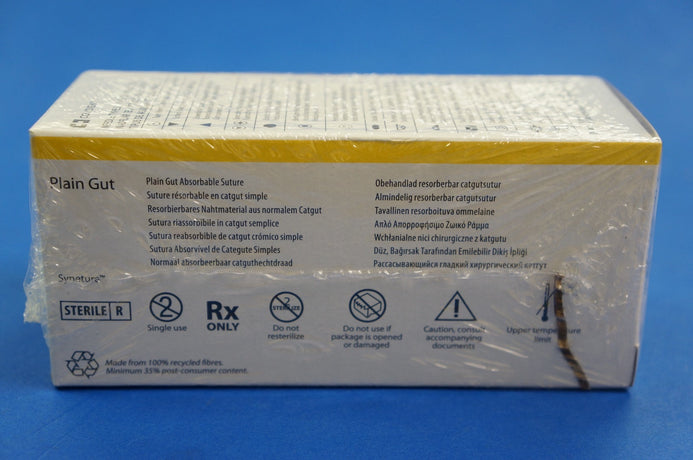 Plain Gut
Plain Gut Absorbable Suture
Suture résorbable en catgut simple
Resorbierbares Nahtmaterial aus normalem Catgut
Sutura riassorbibile in catgut semplice
Sutura reabsorbible de catgut crómico simple
Sutura Absorvível de Categute Simples
Normaal absorbeerbaar catguthechtdraad
Obehandlad resorberbar catgutsutur
Almindelig resorberbar catgutsutur
Tavallinen resorboituva ommelaine
Απλό Απορροφήσιμο Ζωικό Ράμμα
Wchłanialne nici chirurgiczne z katgutu
Düz, Bağırsak Tarafından Emilebilir Dikiş İpliği
Рассасывающийся гладкий хирургический кетгут
Syneture™
STERILE R
2
Single use
Rx
ONLY
2
STERILIZE
Do not
resterilize
Do not use if
package is opened
or damaged
Caution, consult
accompanying
documents
Upper temperature
limit
Made from 100% recycled fibres.
Minimum 35% post-consumer content.